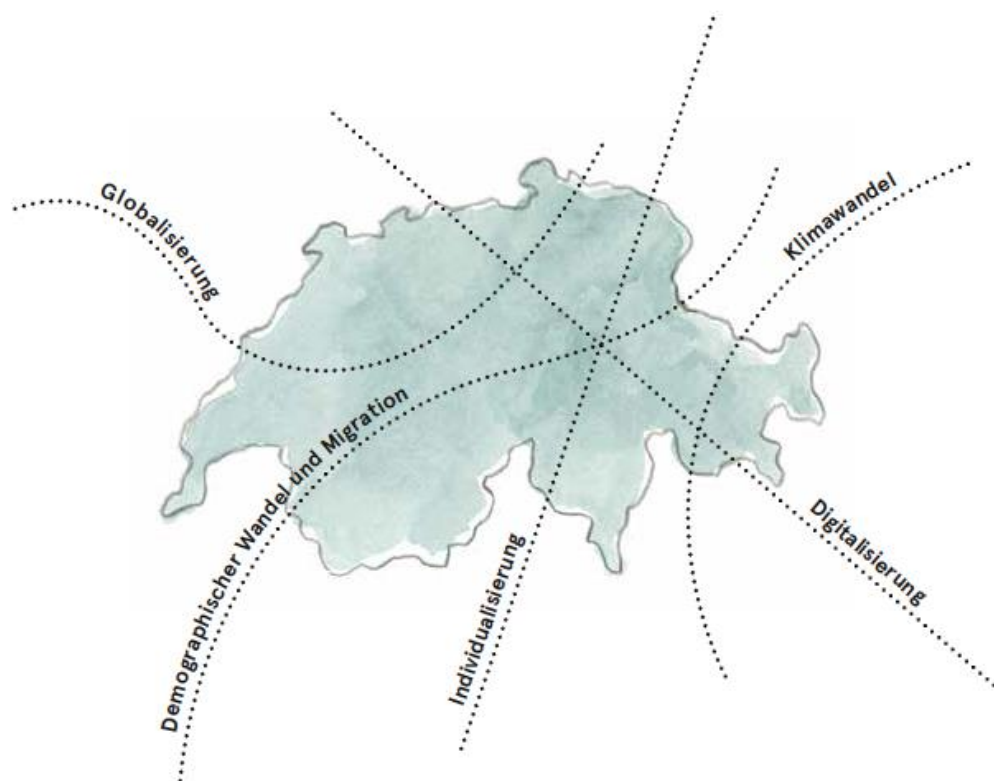 Globalisierung
Klimawandel
Demographischer Wandel und Migration
Individualisierung
Digitalisierung